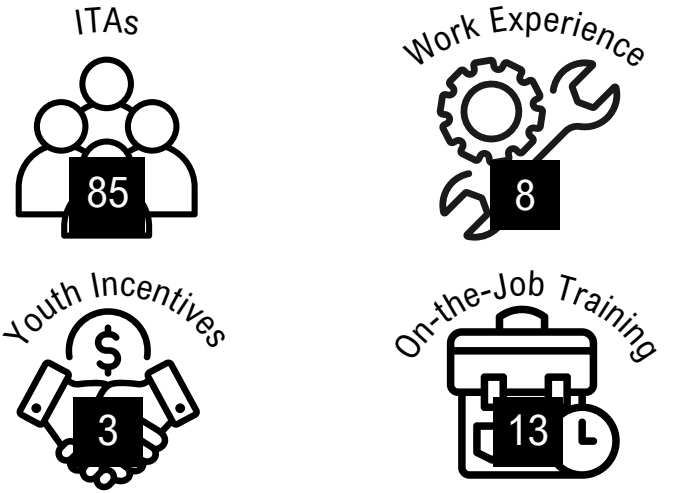 ITAs
85
Work Experience
8
Youth Incentives
$
3
On-the-Job Training
13